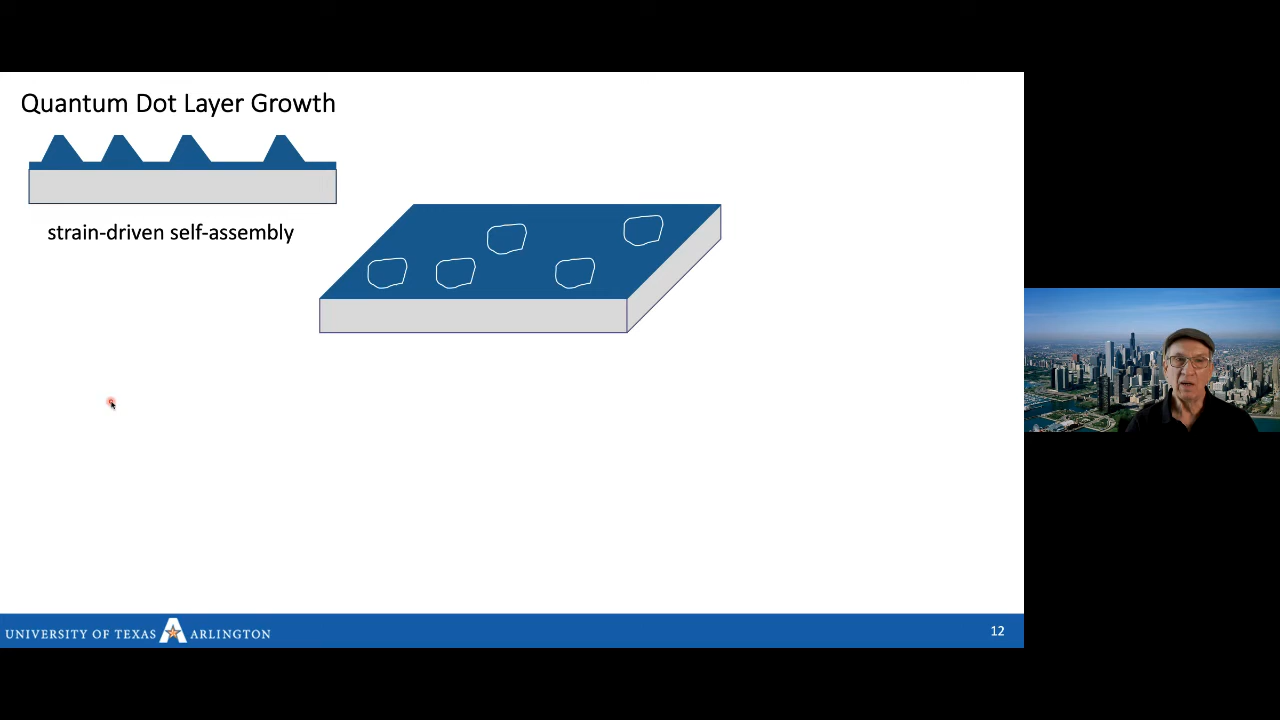 Quantum Dot Layer Growth
strain-driven self-assembly
UNIVERSITY OF TEXAS ARLINGTON
12